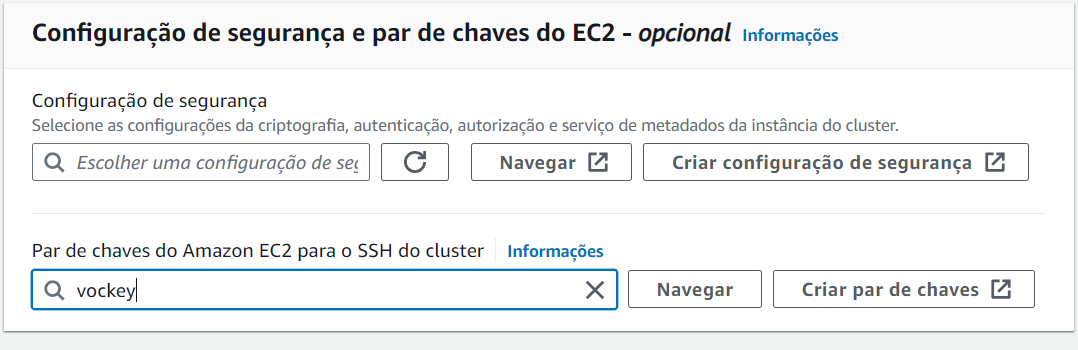 Configuração de segurança e par de chaves do EC2 - opcional Informações
Configuração de segurança
Selecione as configurações da criptografia, autenticação, autorização e serviço de metadados da instância do cluster.
Escolher uma configuração de seg Navegar Criar configuração de segurança
Par de chaves do Amazon EC2 para o SSH do cluster Informações
vockey Navegar Criar par de chaves